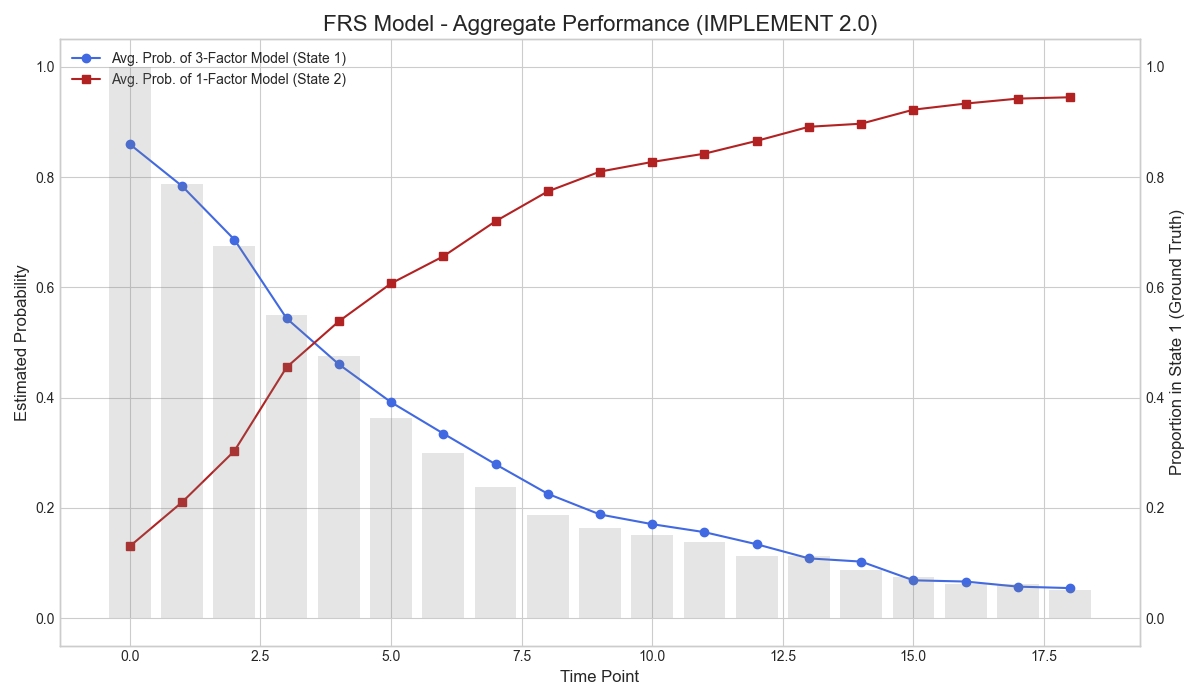 FRS Model - Aggregate Performance (IMPLEMENT 2.0)
Avg. Prob. of 3-Factor Model (State 1)
Avg. Prob. of 1-Factor Model (State 2)
Estimated Probability
1.0
0.8
0.6
0.4
0.2
0.0
1.0
0.8
0.6
0.4
0.2
0.0
Proportion in State 1 (Ground Truth)
0.0 2.5 5.0 7.5 10.0 12.5 15.0 17.5
Time Point